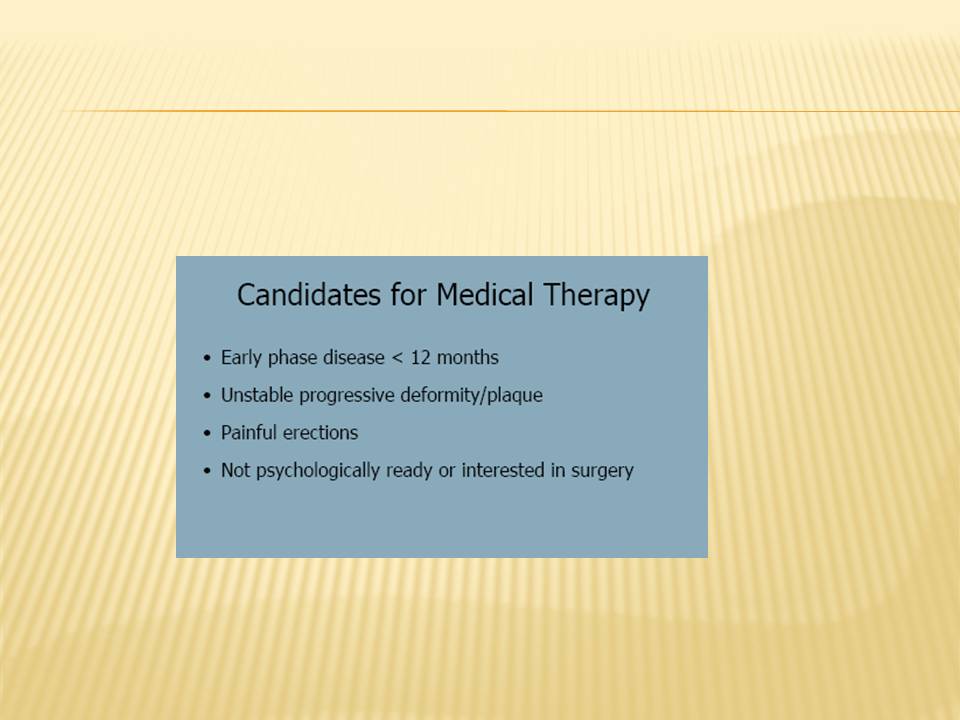 Candidates for Medical Therapy
• Early phase disease < 12 months
• Unstable progressive deformity/plaque
• Painful erections
• Not psychologically ready or interested in surgery